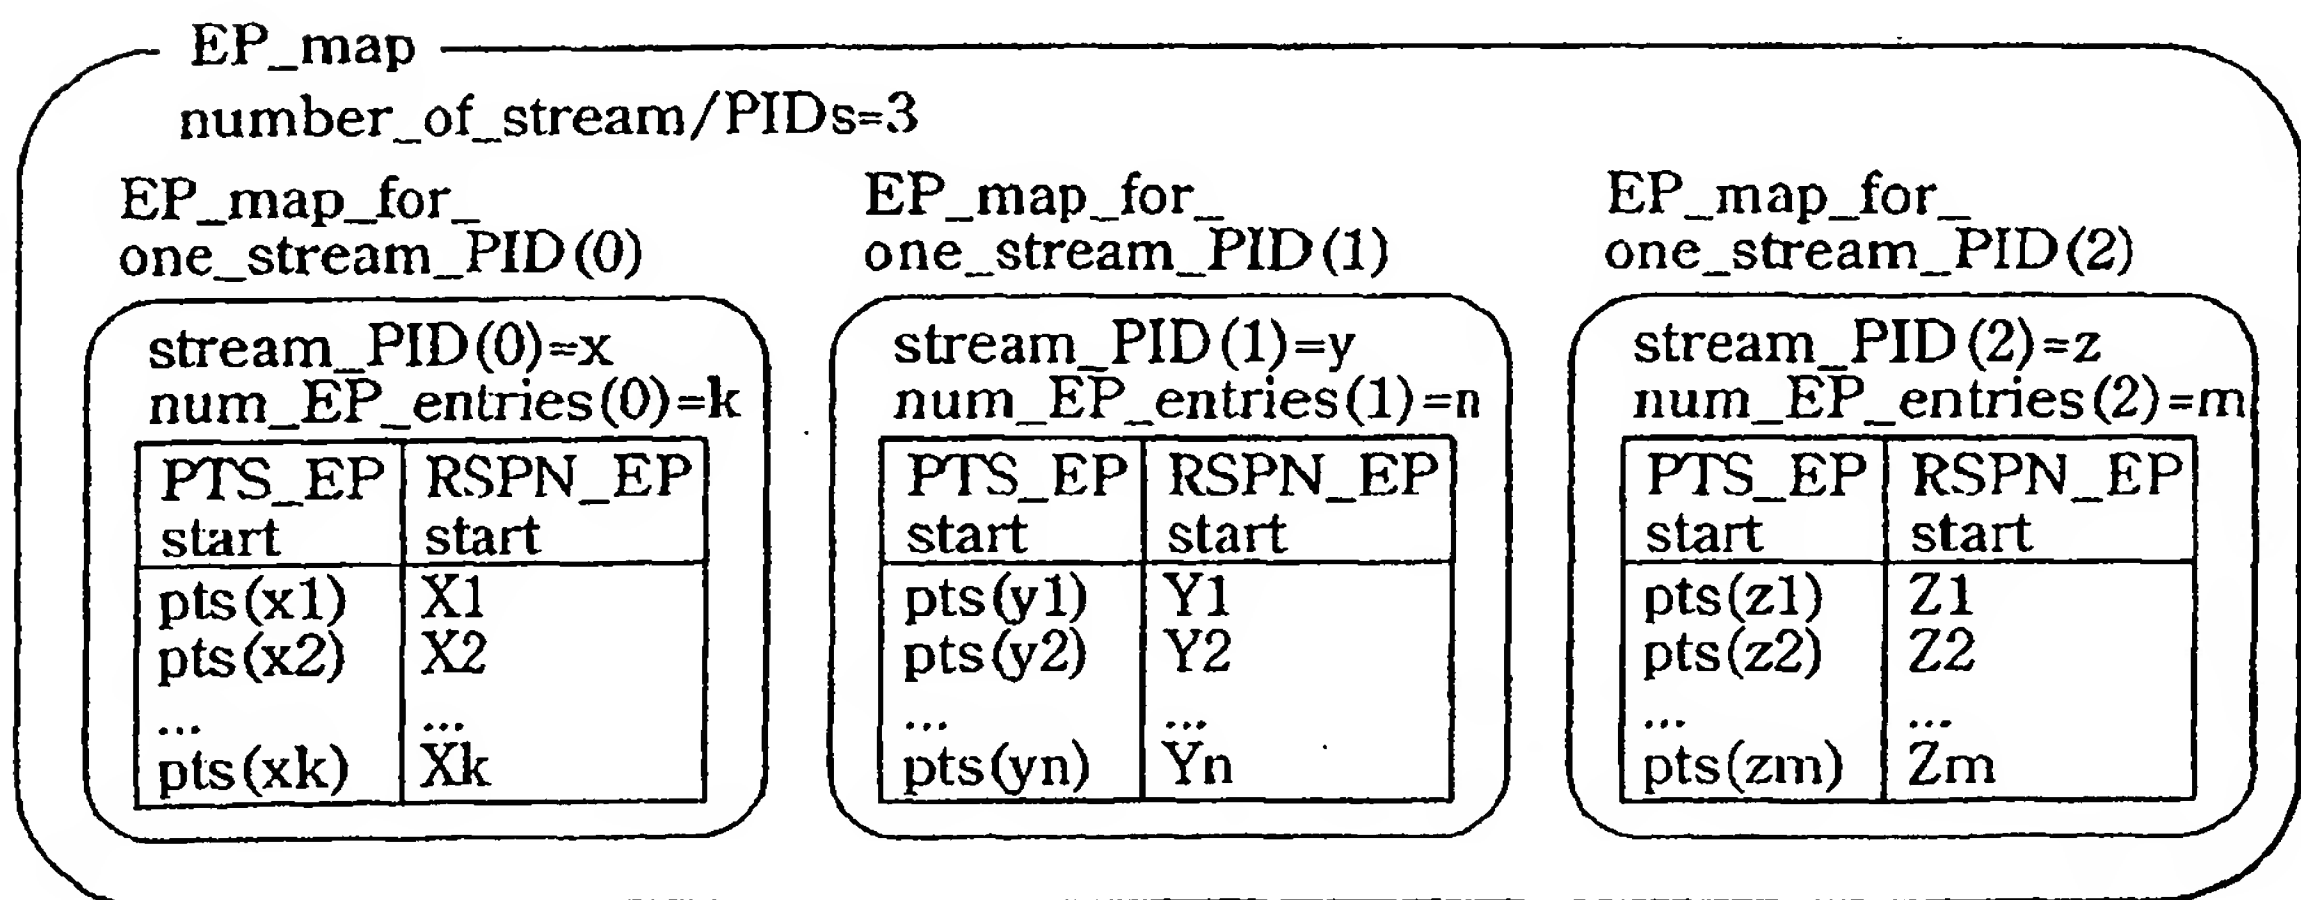 EP_map
number_of_stream/PIDs=3
EP_map_for_
one_stream_PID(0)
stream_PID(0)=x
num_EP_entries(0)=k
PTS_EP RSPN_EP
start start
pts(x1) X1
pts(x2) X2
... ...
pts(xk) Xk
EP_map_for_
one_stream_PID(1)
stream_PID(1)=y
num_EP_entries(1)=n
PTS_EP RSPN_EP
start start
pts(y1) Y1
pts(y2) Y2
... ...
pts(yn) Yn
EP_map_for_
one_stream_PID(2)
stream_PID(2)=z
num_EP_entries(2)=m
PTS_EP RSPN_EP
start start
pts(z1) Z1
pts(z2) Z2
... ...
pts(zm) Zm